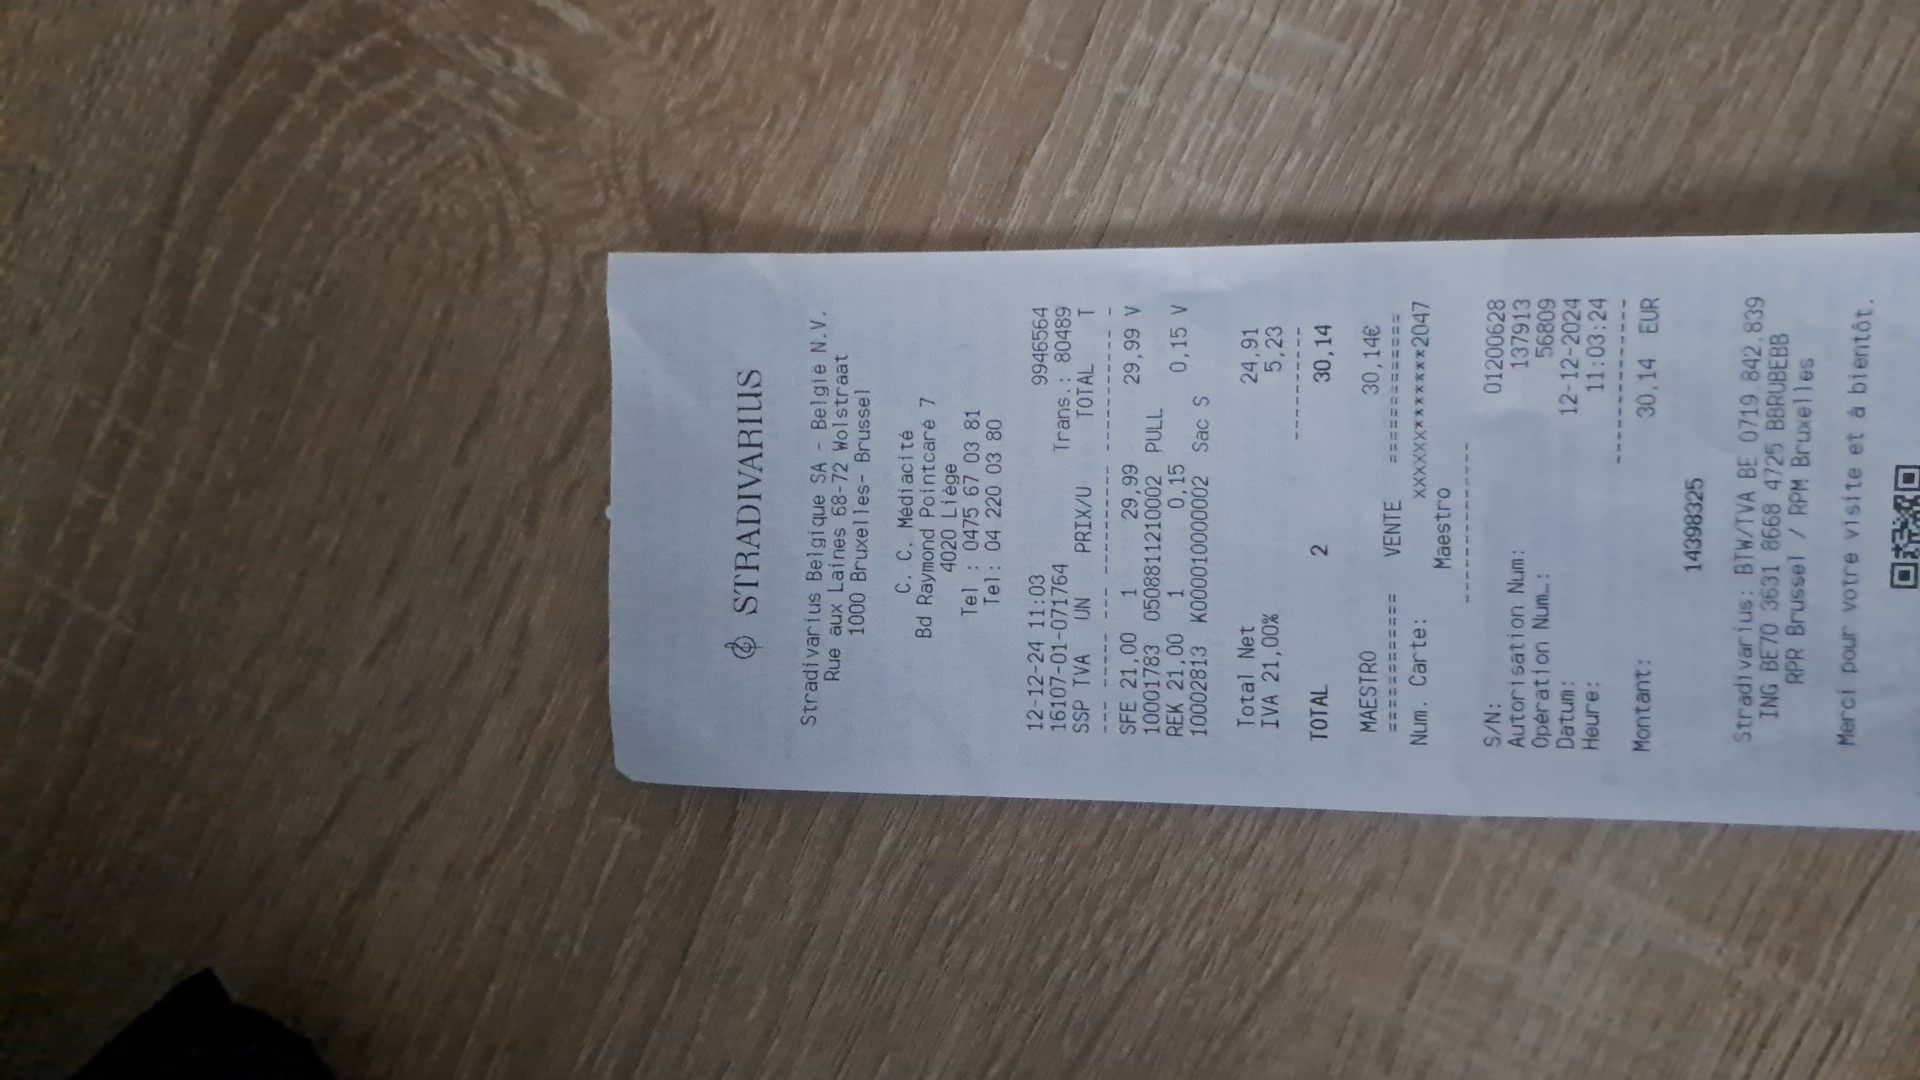 STRADIVARIUS
Stradivarius Belgique SA - Belgie N.V.
Rue aux Laines 68-72 Wolstraat
1000 Bruxelles- Brussel
C. C. Médiacité
Bd Raymond Pointcaré 7
4020 Liége
Tel : 0475 67 03 81
Tel: 04 220 03 80
12-12-24 11:03 9946564
16107-01-071764 Trans.: 80489
SSP TVA UN PRIX/U TOTAL T
--- ----- --- ----------- ----------- -
SFE 21,00 1 29,99 29,99 V
10001783 0508811210002 PULL
REK 21,00 1 0,15 0,15 V
10002813 K00001000000002 Sac S
Total Net 24,91
IVA 21,00% 5,23
----------
TOTAL 2 30,14
MAESTRO 30,14€
=========== VENTE ============
Num. Carte: XXXXXX**********2047
Maestro
-------------
S/N: 01200628
Autorisation Num: 137913
Opération Num…: 56809
Datum: 12-12-2024
Heure: 11:03:24
-------------
Montant: 30,14 EUR
14398325
Stradivarius: BTW/TVA BE 0719.842.839
ING BE70 3631 8668 4725 BBRUBEBB
RPR Brussel / RPM Bruxelles
Merci pour votre visite et à bientôt.